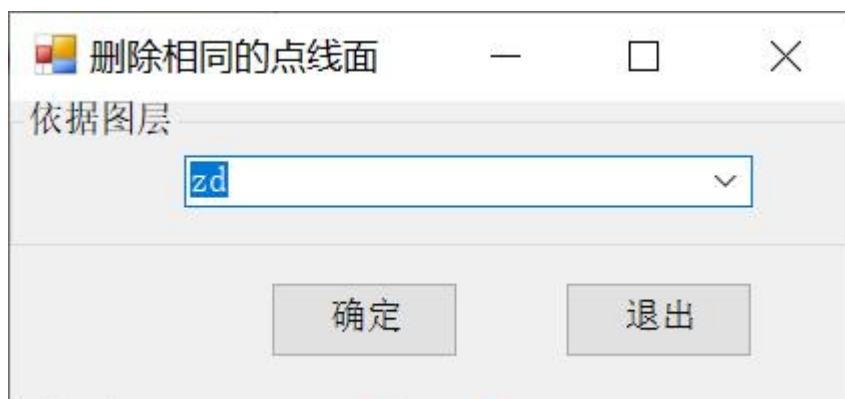 删除相同的点线面
依据图层
zd
确定
退出